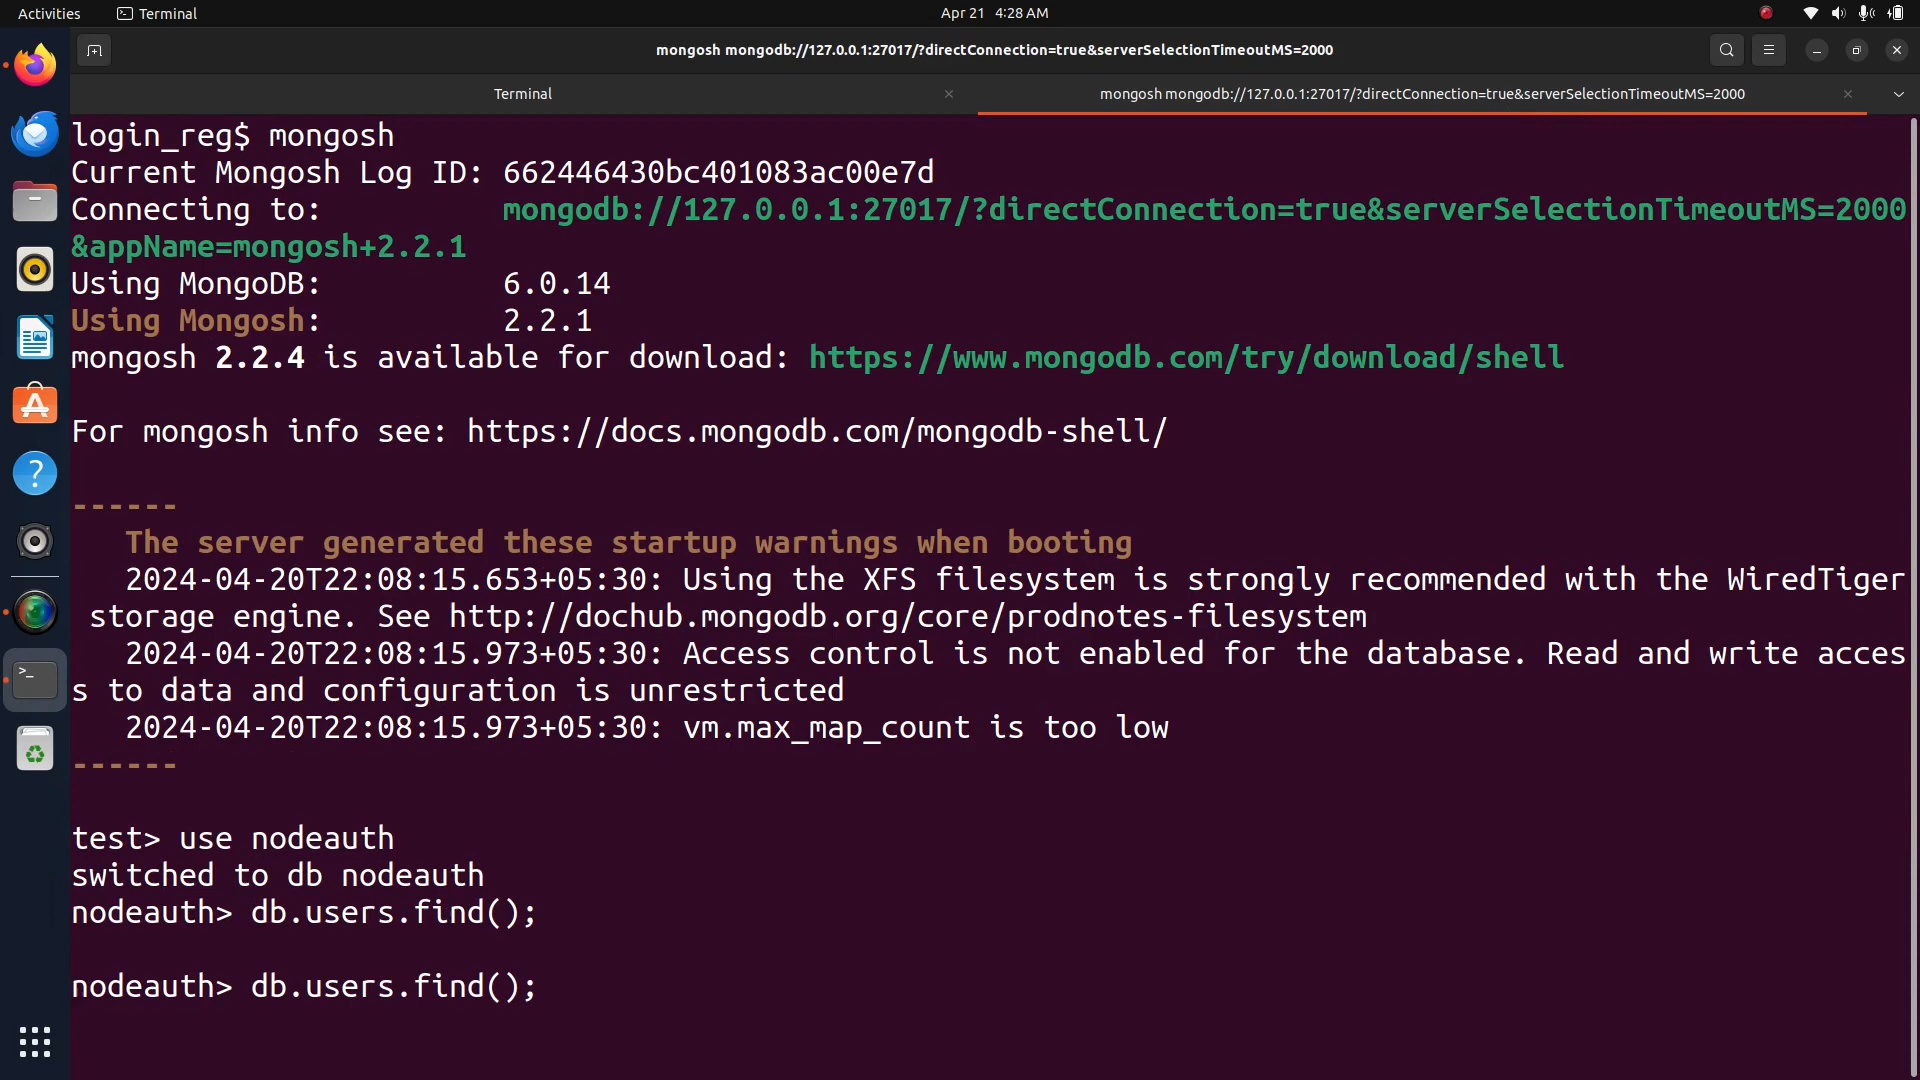 Activities
Terminal
Apr 21 4:28 AM
mongosh mongodb://127.0.0.1:27017/?directConnection=true&serverSelectionTimeoutMS=2000
Terminal
mongosh mongodb://127.0.0.1:27017/?directConnection=true&serverSelectionTimeoutMS=2000
login_reg$ mongosh
Current Mongosh Log ID: 662446430bc401083ac00e7d
Connecting to: mongodb://127.0.0.1:27017/?directConnection=true&serverSelectionTimeoutMS=2000
&appName=mongosh+2.2.1
Using MongoDB: 6.0.14
Using Mongosh: 2.2.1
mongosh 2.2.4 is available for download: https://www.mongodb.com/try/download/shell
For mongosh info see: https://docs.mongodb.com/mongodb-shell/
------
The server generated these startup warnings when booting
2024-04-20T22:08:15.653+05:30: Using the XFS filesystem is strongly recommended with the WiredTiger
storage engine. See http://dochub.mongodb.org/core/prodnotes-filesystem
2024-04-20T22:08:15.973+05:30: Access control is not enabled for the database. Read and write acces
s to data and configuration is unrestricted
2024-04-20T22:08:15.973+05:30: vm.max_map_count is too low
------
test> use nodeauth
switched to db nodeauth
nodeauth> db.users.find();
nodeauth> db.users.find();